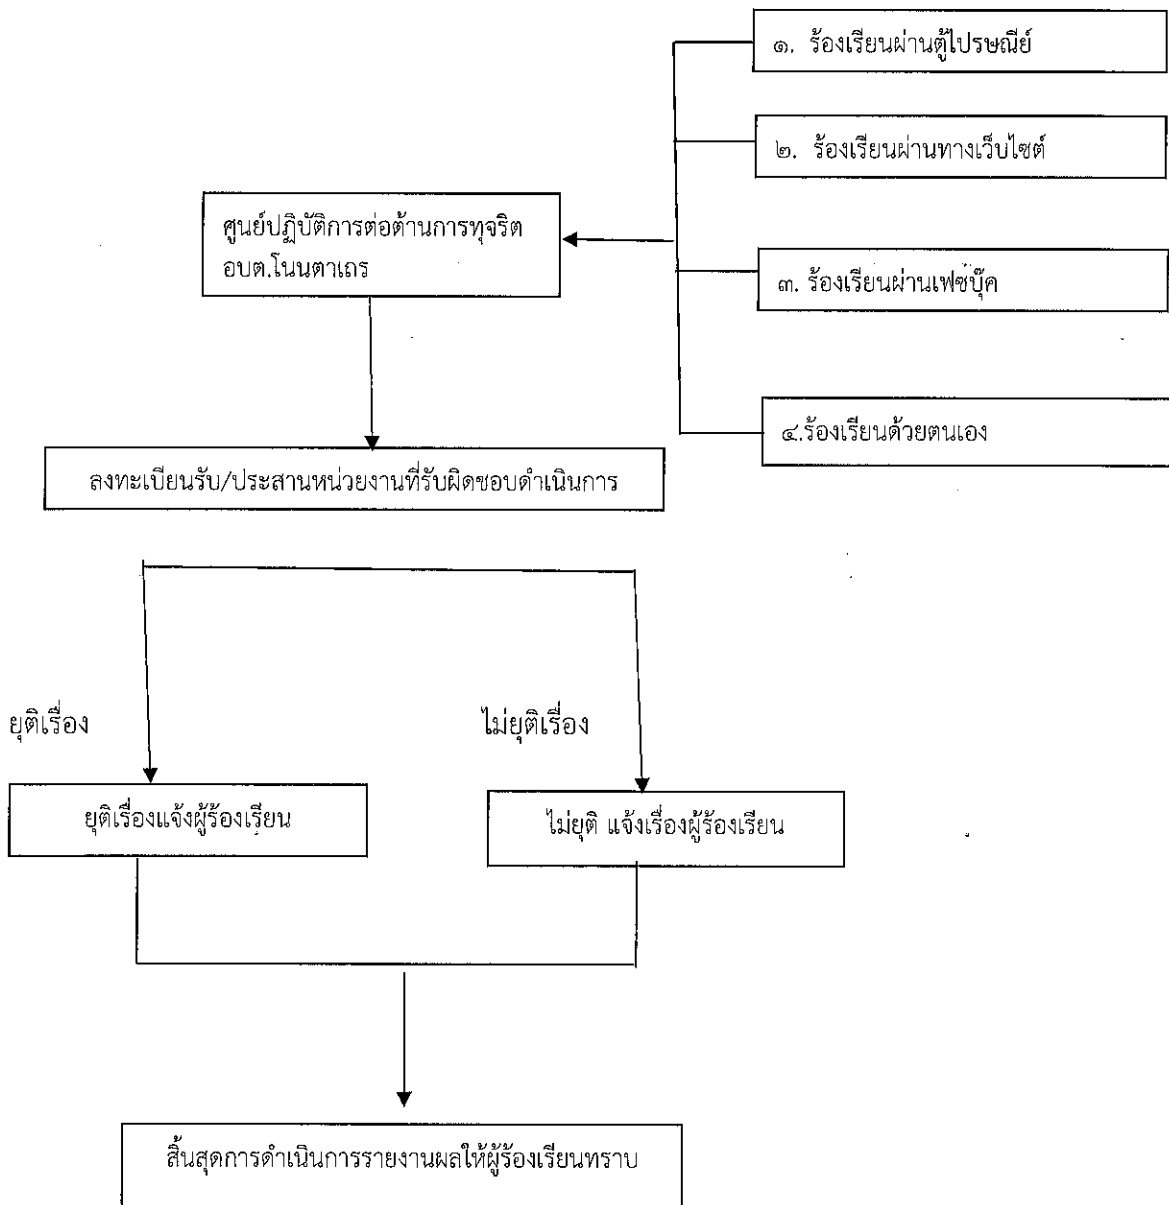 ๑. ร้องเรียนผ่านตู้ไปรษณีย์
๒. ร้องเรียนผ่านทางเว็บไซต์
ศูนย์ปฏิบัติการต่อต้านการทุจริต
อบต.โนนตาเถร
๓. ร้องเรียนผ่านเฟซบุ๊ค
๔.ร้องเรียนด้วยตนเอง
ลงทะเบียนรับ/ประสานหน่วยงานที่รับผิดชอบดำเนินการ
ยุติเรื่อง
ไม่ยุติเรื่อง
ยุติเรื่องแจ้งผู้ร้องเรียน
ไม่ยุติ แจ้งเรื่องผู้ร้องเรียน
สิ้นสุดการดำเนินการรายงานผลให้ผู้ร้องเรียนทราบ